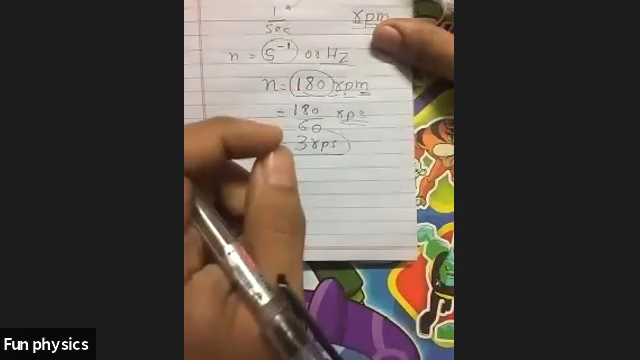 1
sec
rpm
n = s⁻¹ or Hz
n = 180 rpm
= 180 rps
60
3 rps
Fun physics